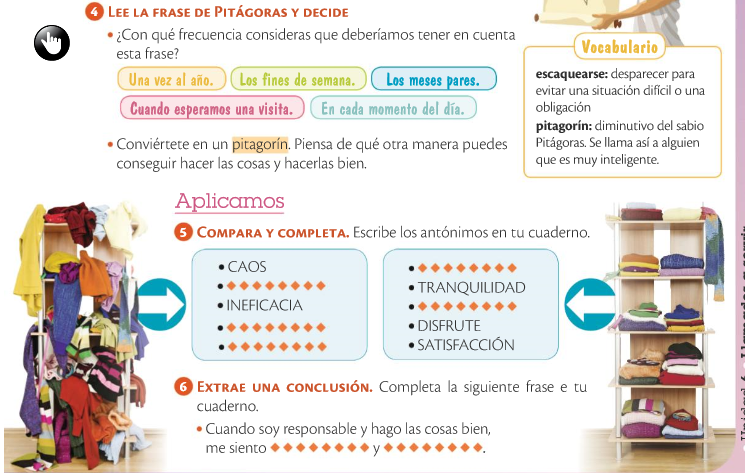 4 LEE LA FRASE DE PITÁGORAS Y DECIDE
• ¿Con qué frecuencia consideras que deberíamos tener en cuenta
esta frase?
Una vez al año. Los fines de semana. Los meses pares.
Cuando esperamos una visita. En cada momento del día.
• Conviértete en un pitagorín. Piensa de qué otra manera puedes
conseguir hacer las cosas y hacerlas bien.
Vocabulario
escaquearse: desparecer para
evitar una situación difícil o una
obligación
pitagorín: diminutivo del sabio
Pitágoras. Se llama así a alguien
que es muy inteligente.
Aplicamos
5 COMPARA Y COMPLETA. Escribe los antónimos en tu cuaderno.
• CAOS
• ◆◆◆◆◆◆◆◆
• INEFICACIA
• ◆◆◆◆◆◆◆◆
• ◆◆◆◆◆◆◆◆
• ◆◆◆◆◆◆◆◆
• TRANQUILIDAD
• ◆◆◆◆◆◆◆◆
• DISFRUTE
• SATISFACCIÓN
6 EXTRAE UNA CONCLUSIÓN. Completa la siguiente frase e tu
cuaderno.
• Cuando soy responsable y hago las cosas bien,
me siento ◆◆◆◆◆◆◆◆ y ◆◆◆◆◆◆◆◆.